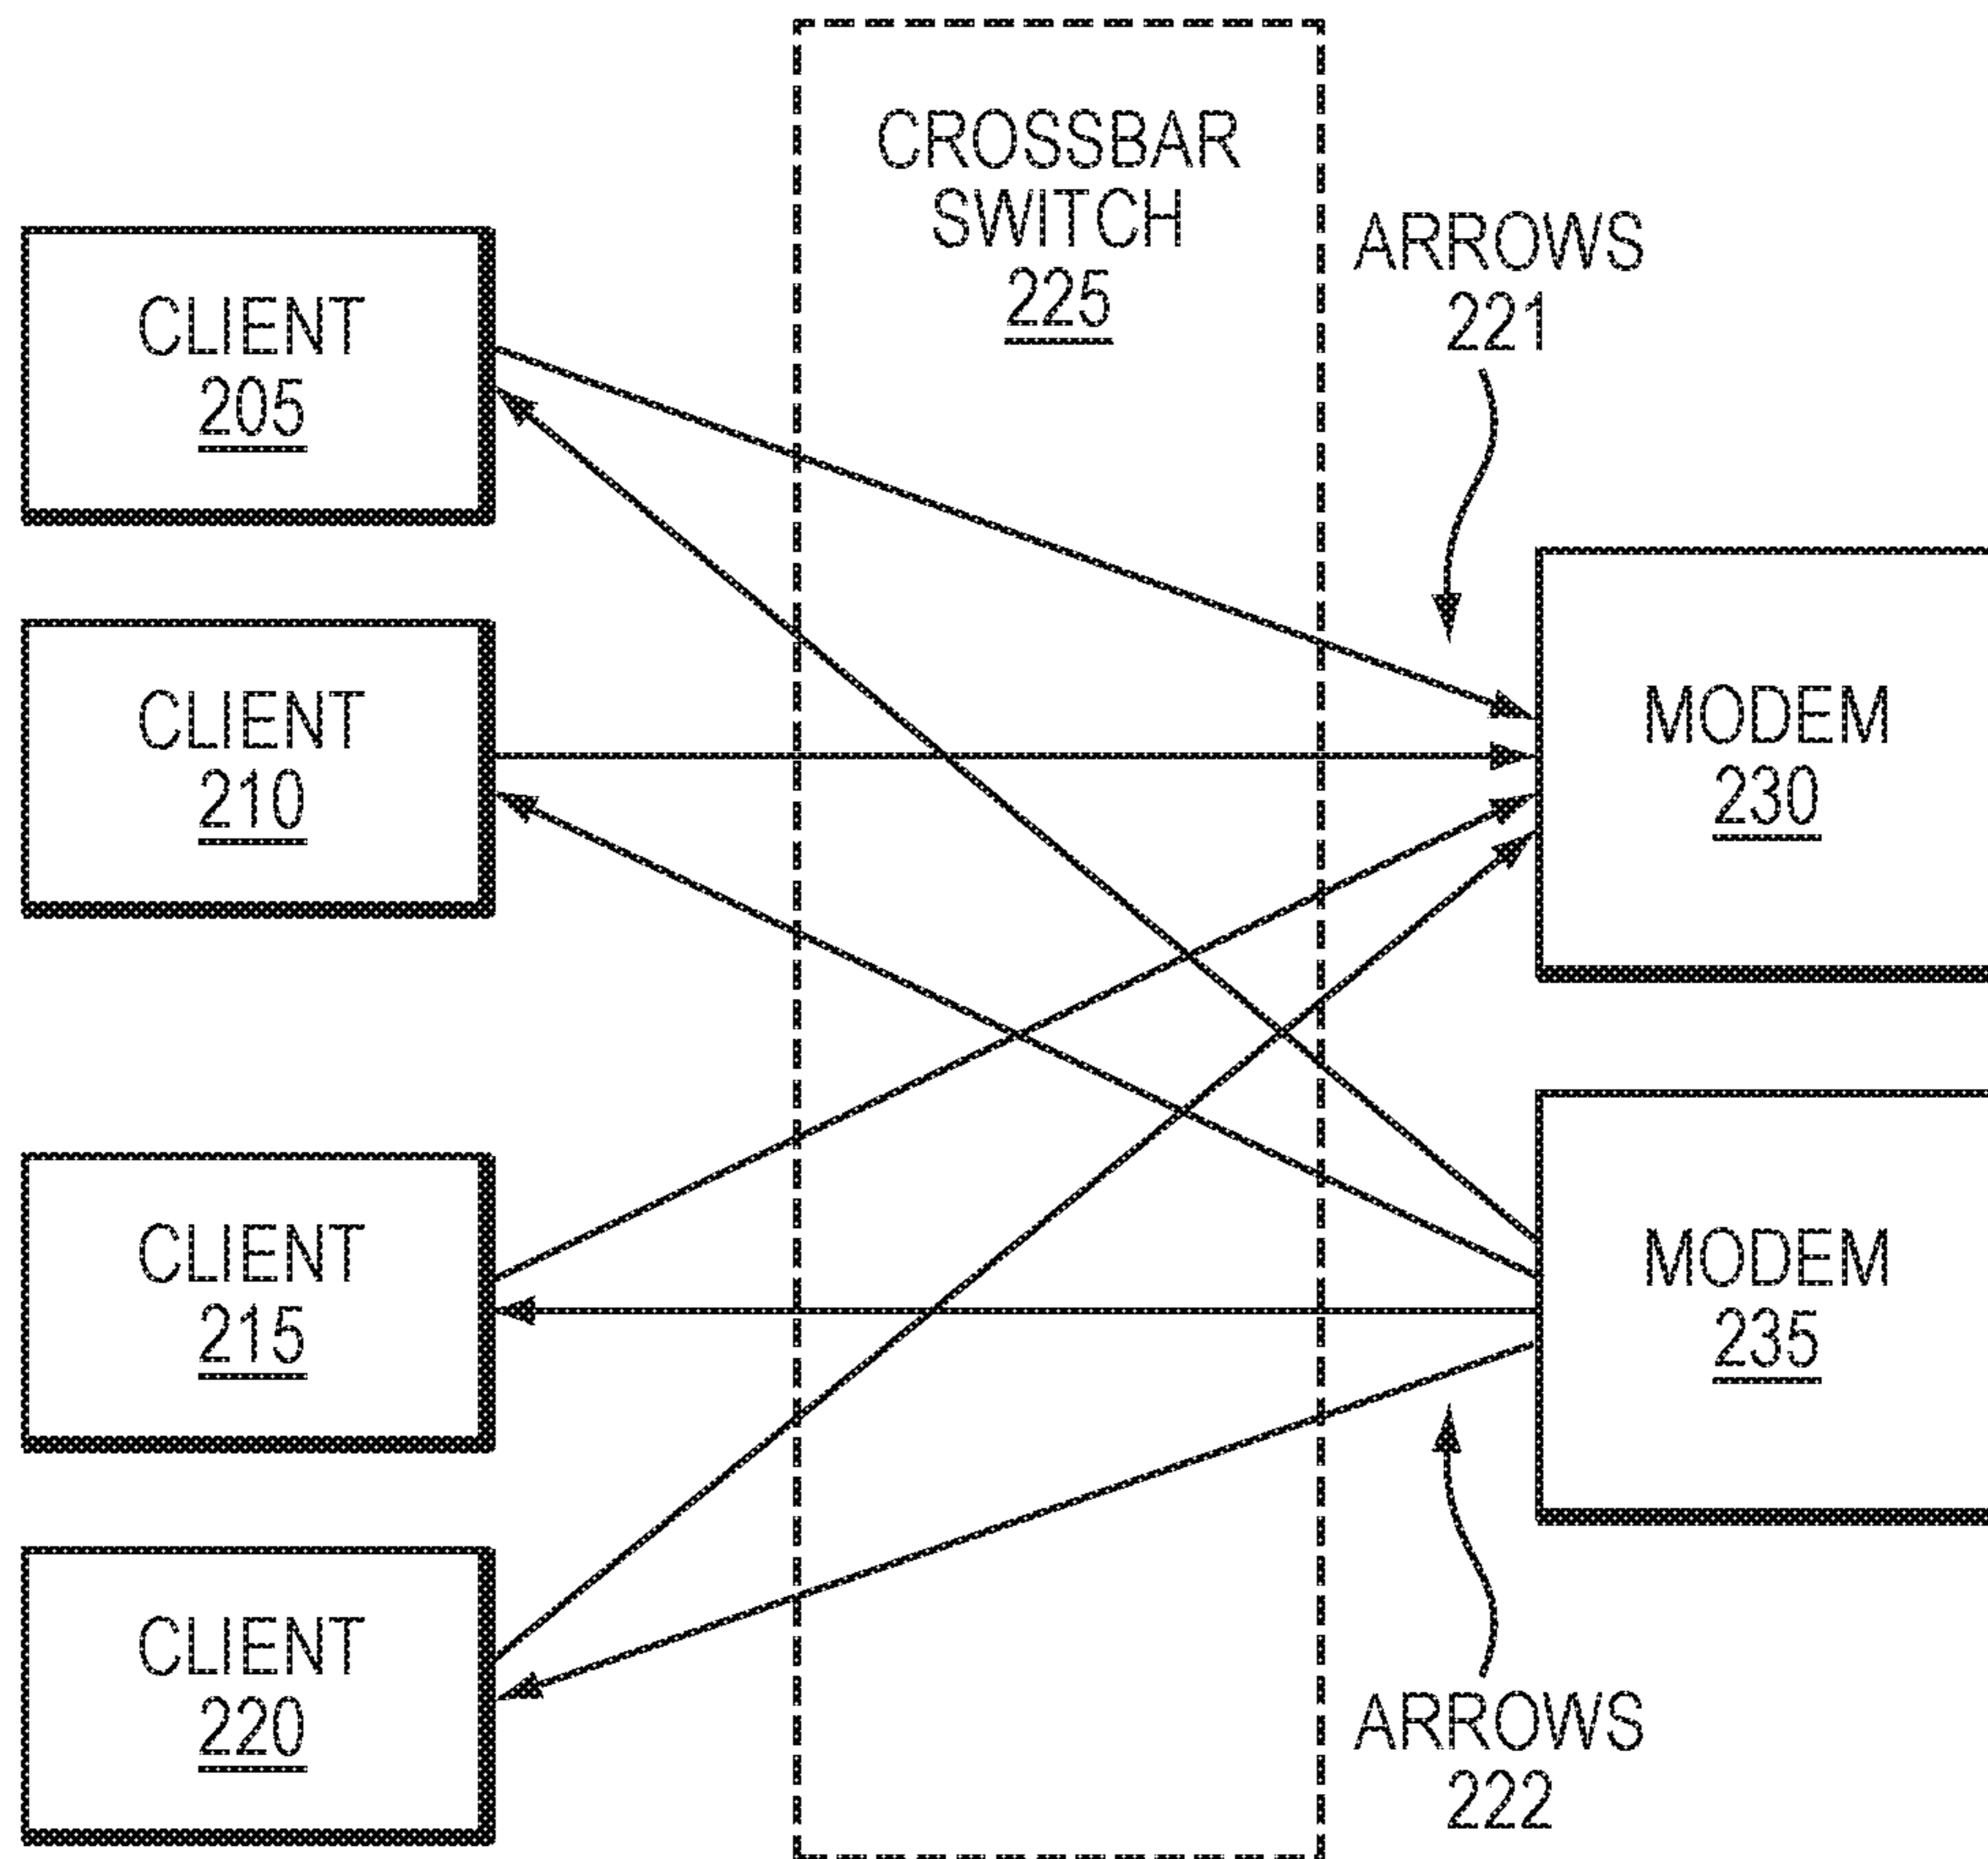 CROSSBAR
SWITCH
225
ARROWS
221
CLIENT
205
CLIENT
210
MODEM
230
CLIENT
215
MODEM
235
CLIENT
220
ARROWS
222